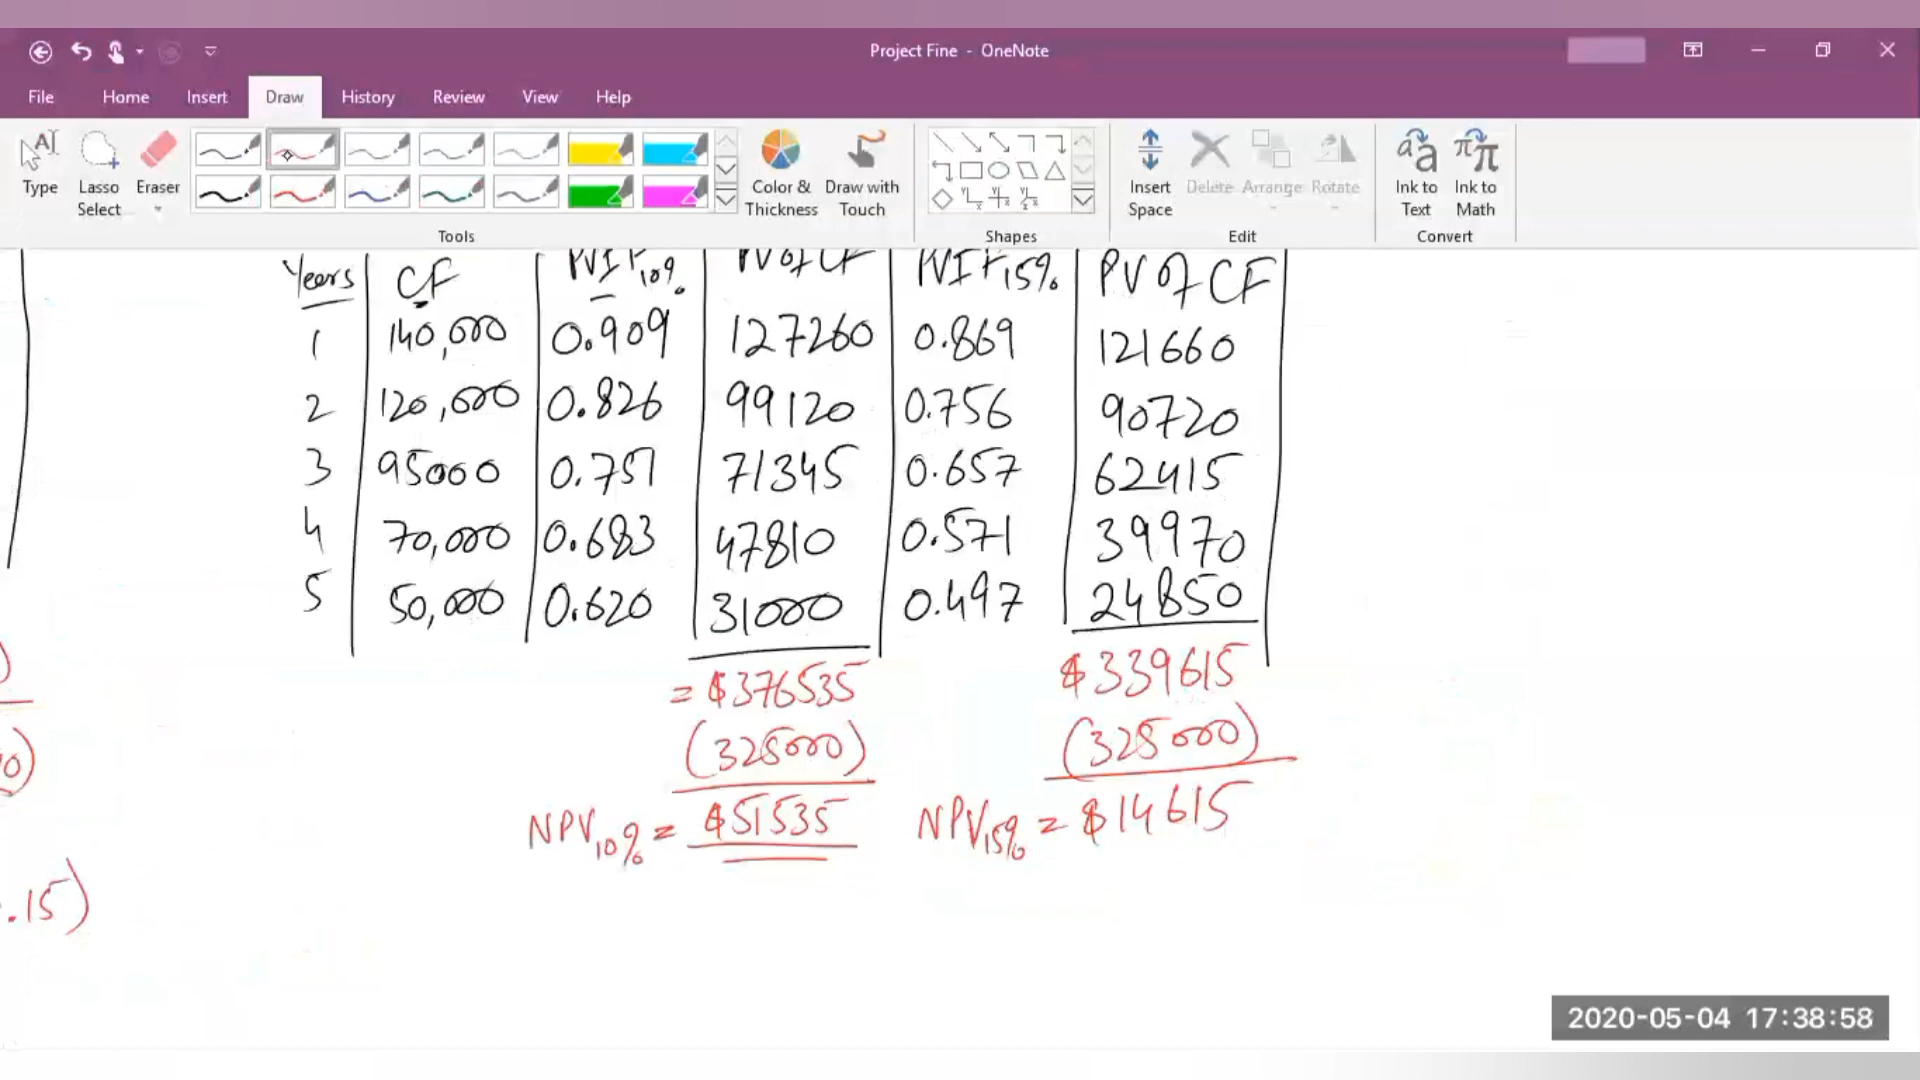 Project Fine - OneNote
File Home Insert Draw History Review View Help
Type Lasso Select Eraser Color & Thickness Draw with Touch Insert Space Delete Arrange Rotate Ink to Text Ink to Math
Tools Shapes Edit Convert
Years CF PVIF10% PV of CF PVIF15% PV of CF
1 140,000 0.909 127260 0.869 121660
2 120,000 0.826 99120 0.756 90720
3 95000 0.751 71345 0.657 62415
4 70,000 0.683 47810 0.571 39970
5 50,000 0.620 31000 0.497 24850
= $376535 $339615
(325000) (325000)
0)
NPV10% = $51535 NPV15% = $14615
.15)
2020-05-04 17:38:58